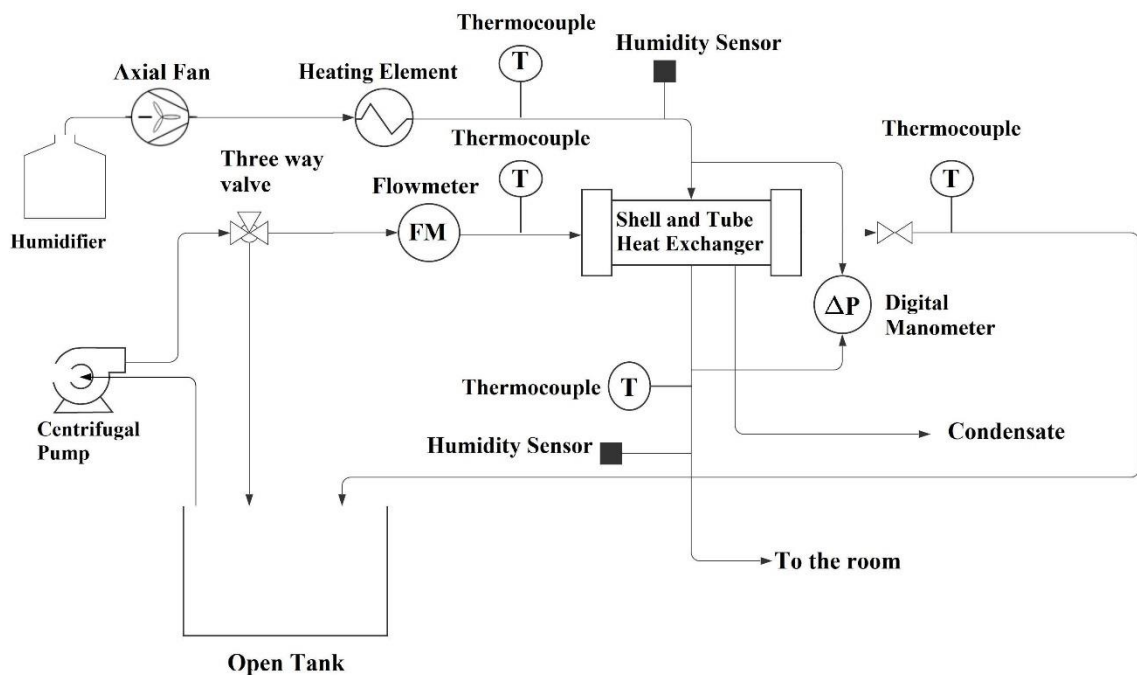 Thermocouple
T
Humidity Sensor
Axial Fan
Heating Element
Thermocouple
T
Thermocouple
T
Three way
valve
Flowmeter
FM
Shell and Tube
Heat Exchanger
Humidifier
ΔP
Digital
Manometer
Thermocouple
T
Centrifugal
Pump
Humidity Sensor
Condensate
To the room
Open Tank